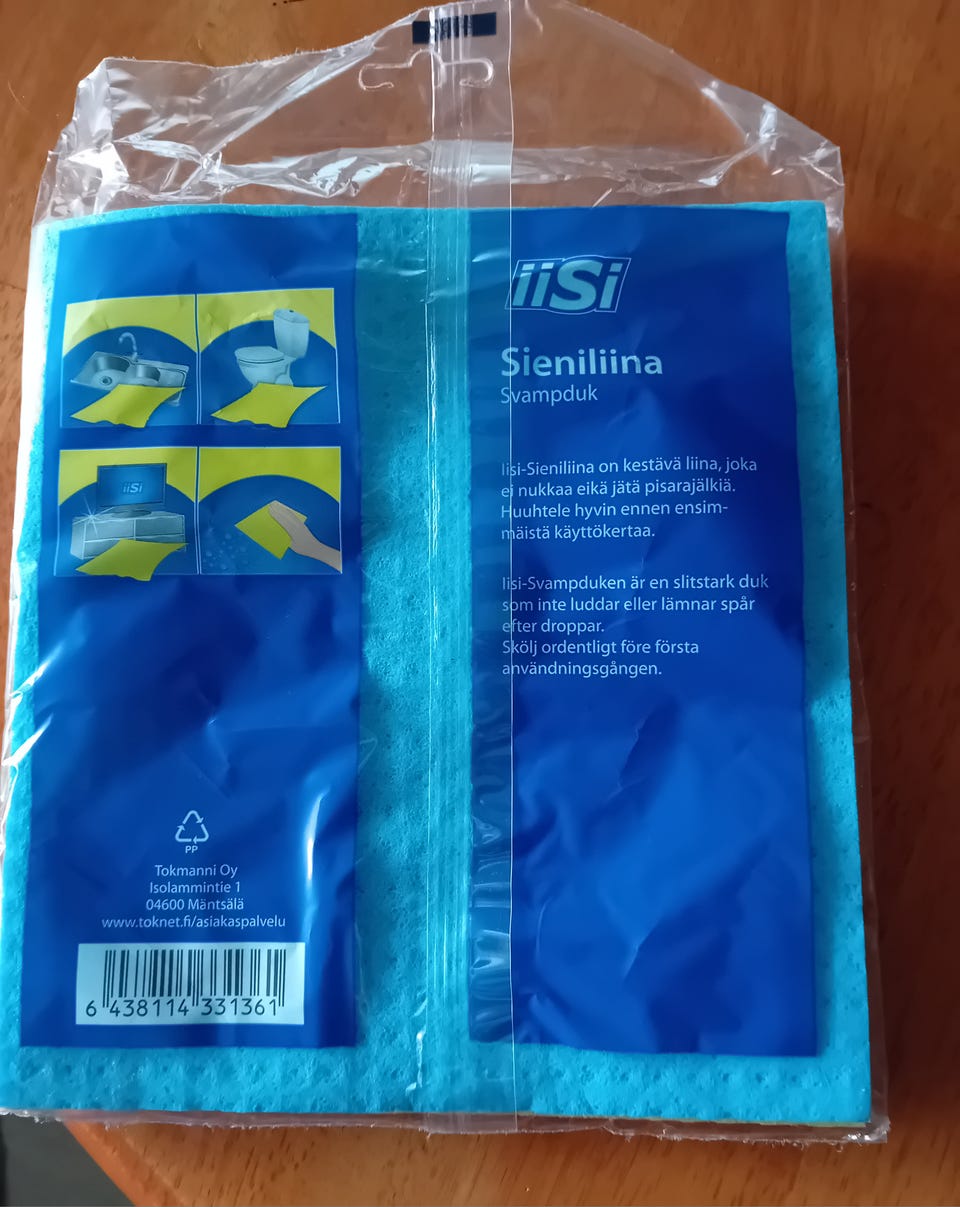 iiSi
Sieniliina
Svampduk
Iisi-Sieniliina on kestävä liina, joka
ei nukkaa eikä jätä pisarajälkiä.
Huuhtele hyvin ennen ensim-
mäistä käyttökertaa.
Iisi-Svampduken är en slitstark duk
som inte luddar eller lämnar spår
efter droppar.
Skölj ordentligt före första
användningsgången.
iiSi
PP
Tokmanni Oy
Isolammintie 1
04600 Mäntsälä
www.toknet.fi/asiakaspalvelu
6 438114 331361